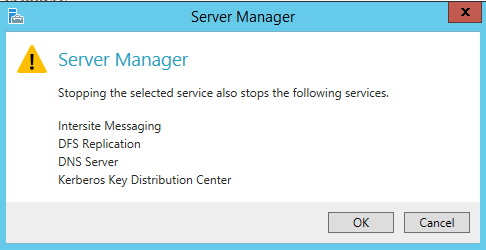 Server Manager
x
Server Manager
Stopping the selected service also stops the following services.
Intersite Messaging
DFS Replication
DNS Server
Kerberos Key Distribution Center
OK
Cancel